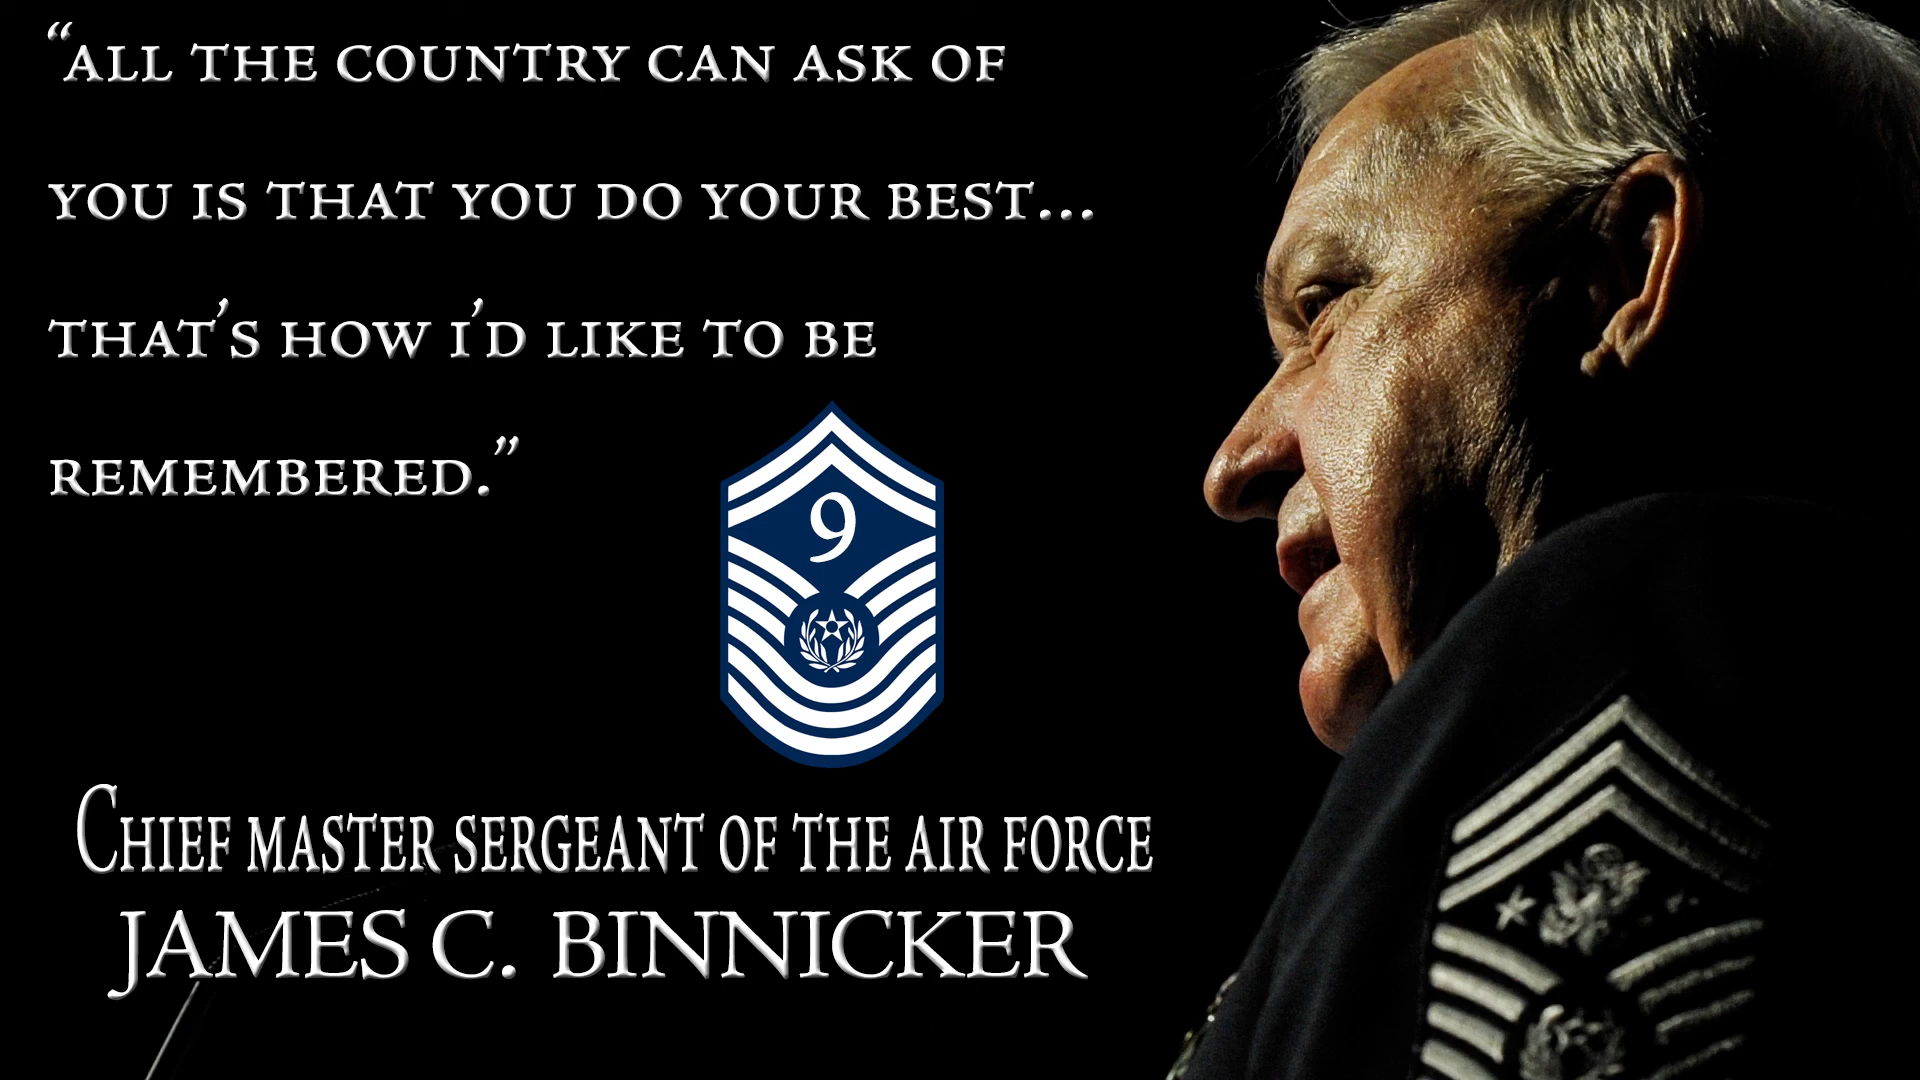 “ALL THE COUNTRY CAN ASK OF
YOU IS THAT YOU DO YOUR BEST...
THAT’S HOW I’D LIKE TO BE
REMEMBERED.”
9
CHIEF MASTER SERGEANT OF THE AIR FORCE
JAMES C. BINNICKER